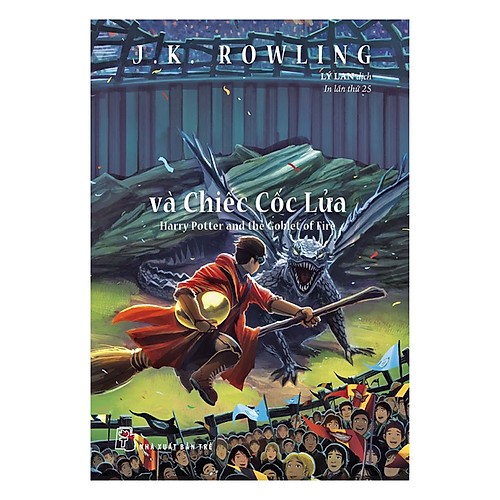 J.K. ROWLING
LÝ LAN dịch
In lần thứ 25
và Chiếc Cốc Lửa
Harry Potter and the Goblet of Fire
NHÀ XUẤT BẢN TRẺ